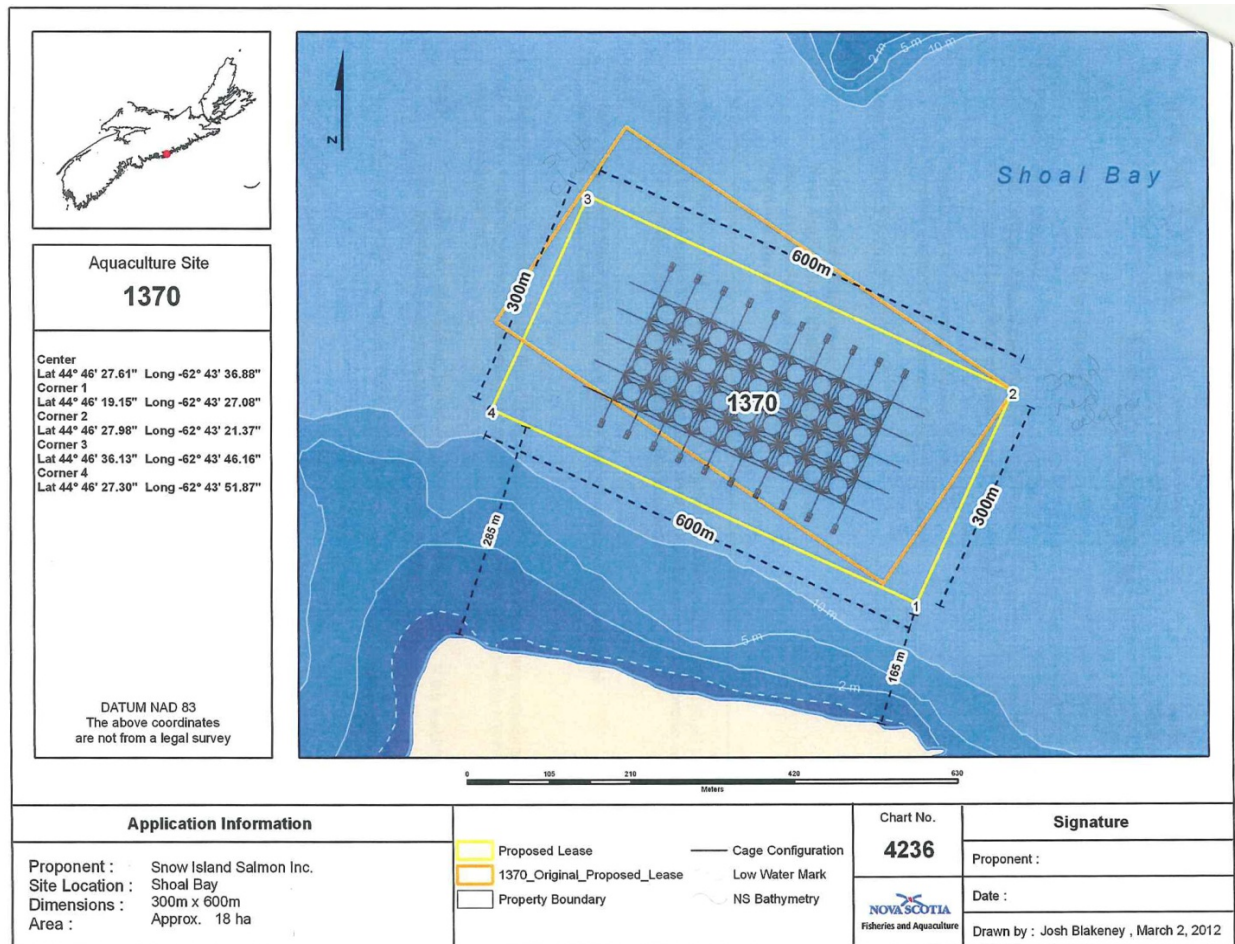 N
Shoal Bay
2 m
5 m
10 m
3
600m
300m
2
1370
4
300m
600m
285 m
1
10 m
5 m
165 m
2 m
Aquaculture Site
1370
Center
Lat 44° 46' 27.61" Long -62° 43' 36.88"
Corner 1
Lat 44° 46' 19.15" Long -62° 43' 27.08"
Corner 2
Lat 44° 46' 27.98" Long -62° 43' 21.37"
Corner 3
Lat 44° 46' 36.13" Long -62° 43' 46.16"
Corner 4
Lat 44° 46' 27.30" Long -62° 43' 51.87"
DATUM NAD 83
The above coordinates
are not from a legal survey
0 105 210 420 630
Meters
Application Information
Proponent : Snow Island Salmon Inc.
Site Location : Shoal Bay
Dimensions : 300m x 600m
Area : Approx. 18 ha
Proposed Lease
1370_Original_Proposed_Lease
Property Boundary
Cage Configuration
Low Water Mark
NS Bathymetry
Chart No.
4236
NOVA SCOTIA
Fisheries and Aquaculture
Signature
Proponent :
Date :
Drawn by : Josh Blakeney , March 2, 2012